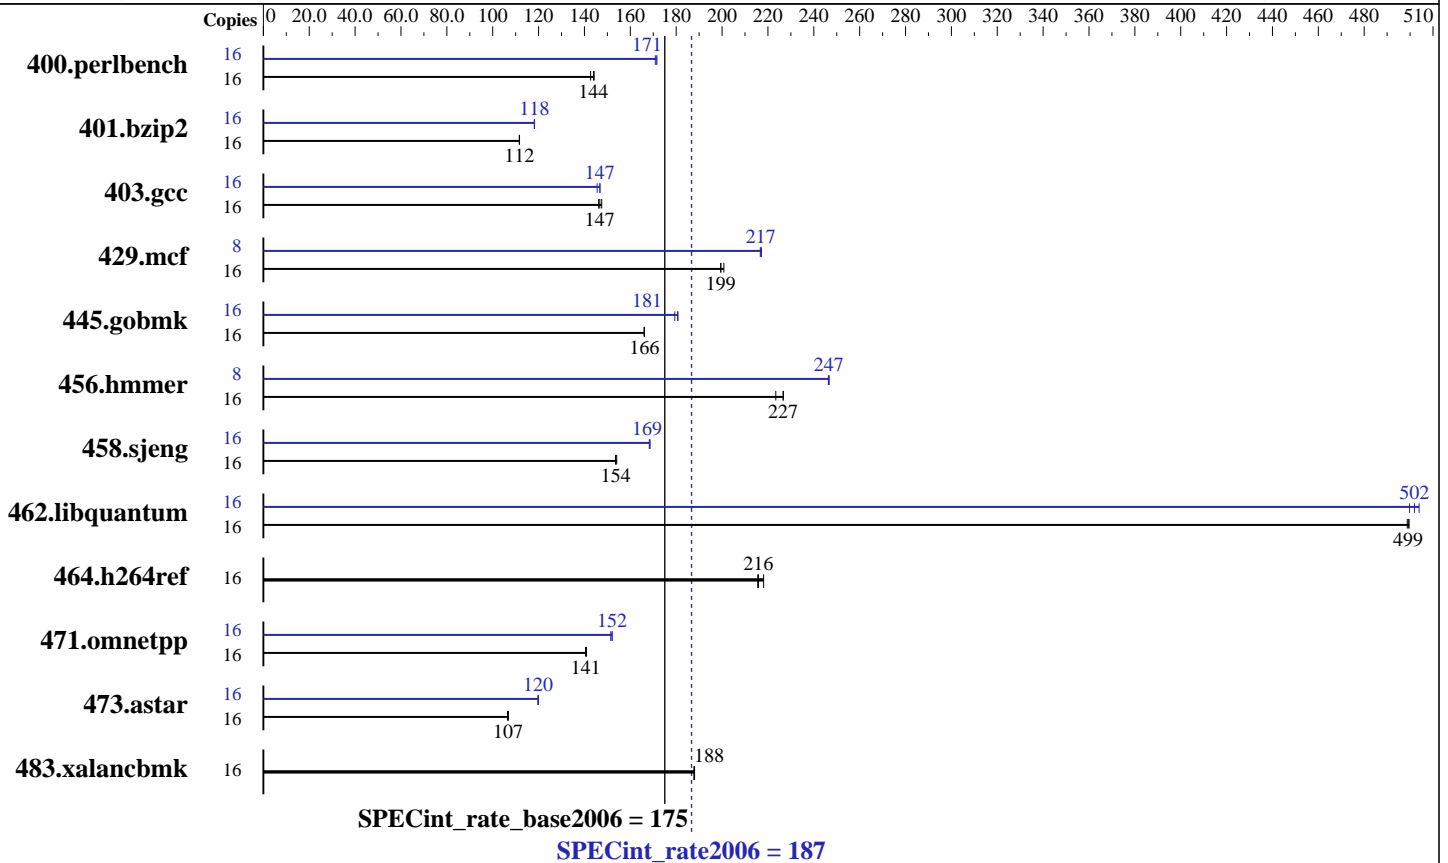 Copies 0 20.0 40.0 60.0 80.0 100 120 140 160 180 200 220 240 260 280 300 320 340 360 380 400 420 440 460 480 510
400.perlbench 16 171
16 144
401.bzip2 16 118
16 112
403.gcc 16 147
16 147
429.mcf 8 217
16 199
445.gobmk 16 181
16 166
456.hmmer 8 247
16 227
458.sjeng 16 169
16 154
462.libquantum 16 502
16 499
464.h264ref 16 216
471.omnetpp 16 152
16 141
473.astar 16 120
16 107
483.xalancbmk 16 188
SPECint_rate_base2006 = 175
SPECint_rate2006 = 187